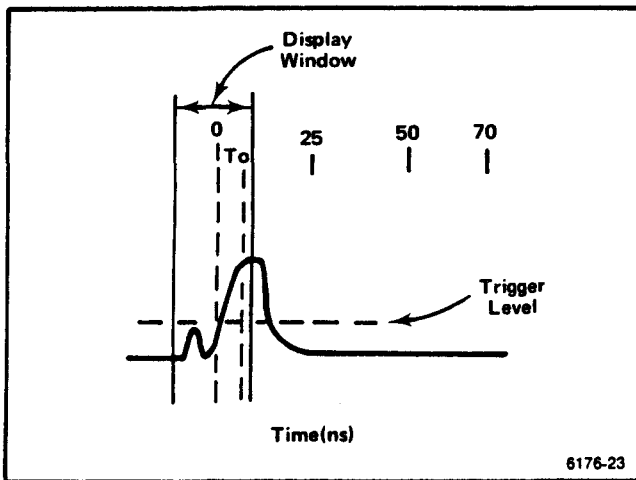 Display
Window
0
To
25
50
70
Trigger
Level
Time(ns)
6176-23